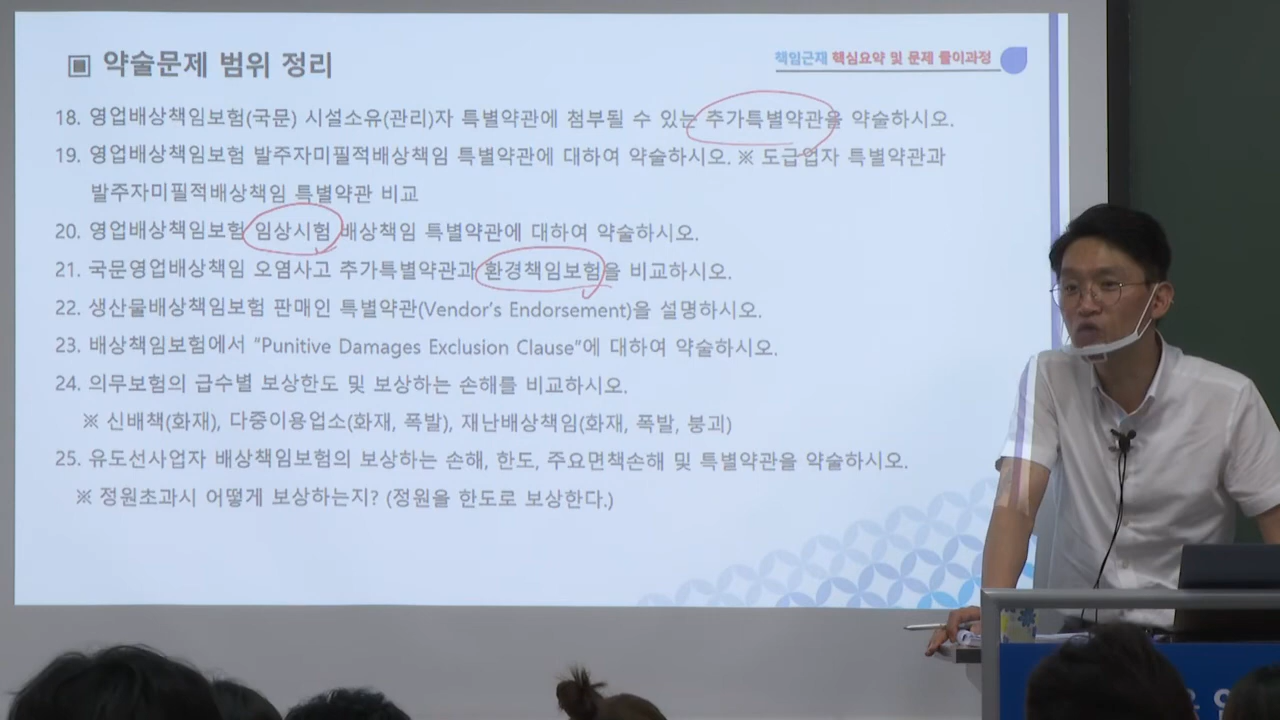 ▣ 약술문제 범위 정리
책임근재 핵심요약 및 문제 풀이과정
18. 영업배상책임보험(국문) 시설소유(관리)자 특별약관에 첨부될 수 있는 추가특별약관을 약술하시오.
19. 영업배상책임보험 발주자미필적배상책임 특별약관에 대하여 약술하시오. ※ 도급업자 특별약관과
발주자미필적배상책임 특별약관 비교
20. 영업배상책임보험 임상시험 배상책임 특별약관에 대하여 약술하시오.
21. 국문영업배상책임 오염사고 추가특별약관과 환경책임보험을 비교하시오.
22. 생산물배상책임보험 판매인 특별약관(Vendor’s Endorsement)을 설명하시오.
23. 배상책임보험에서 “Punitive Damages Exclusion Clause”에 대하여 약술하시오.
24. 의무보험의 급수별 보상한도 및 보상하는 손해를 비교하시오.
※ 신배책(화재), 다중이용업소(화재, 폭발), 재난배상책임(화재, 폭발, 붕괴)
25. 유도선사업자 배상책임보험의 보상하는 손해, 한도, 주요면책손해 및 특별약관을 약술하시오.
※ 정원초과시 어떻게 보상하는지? (정원을 한도로 보상한다.)